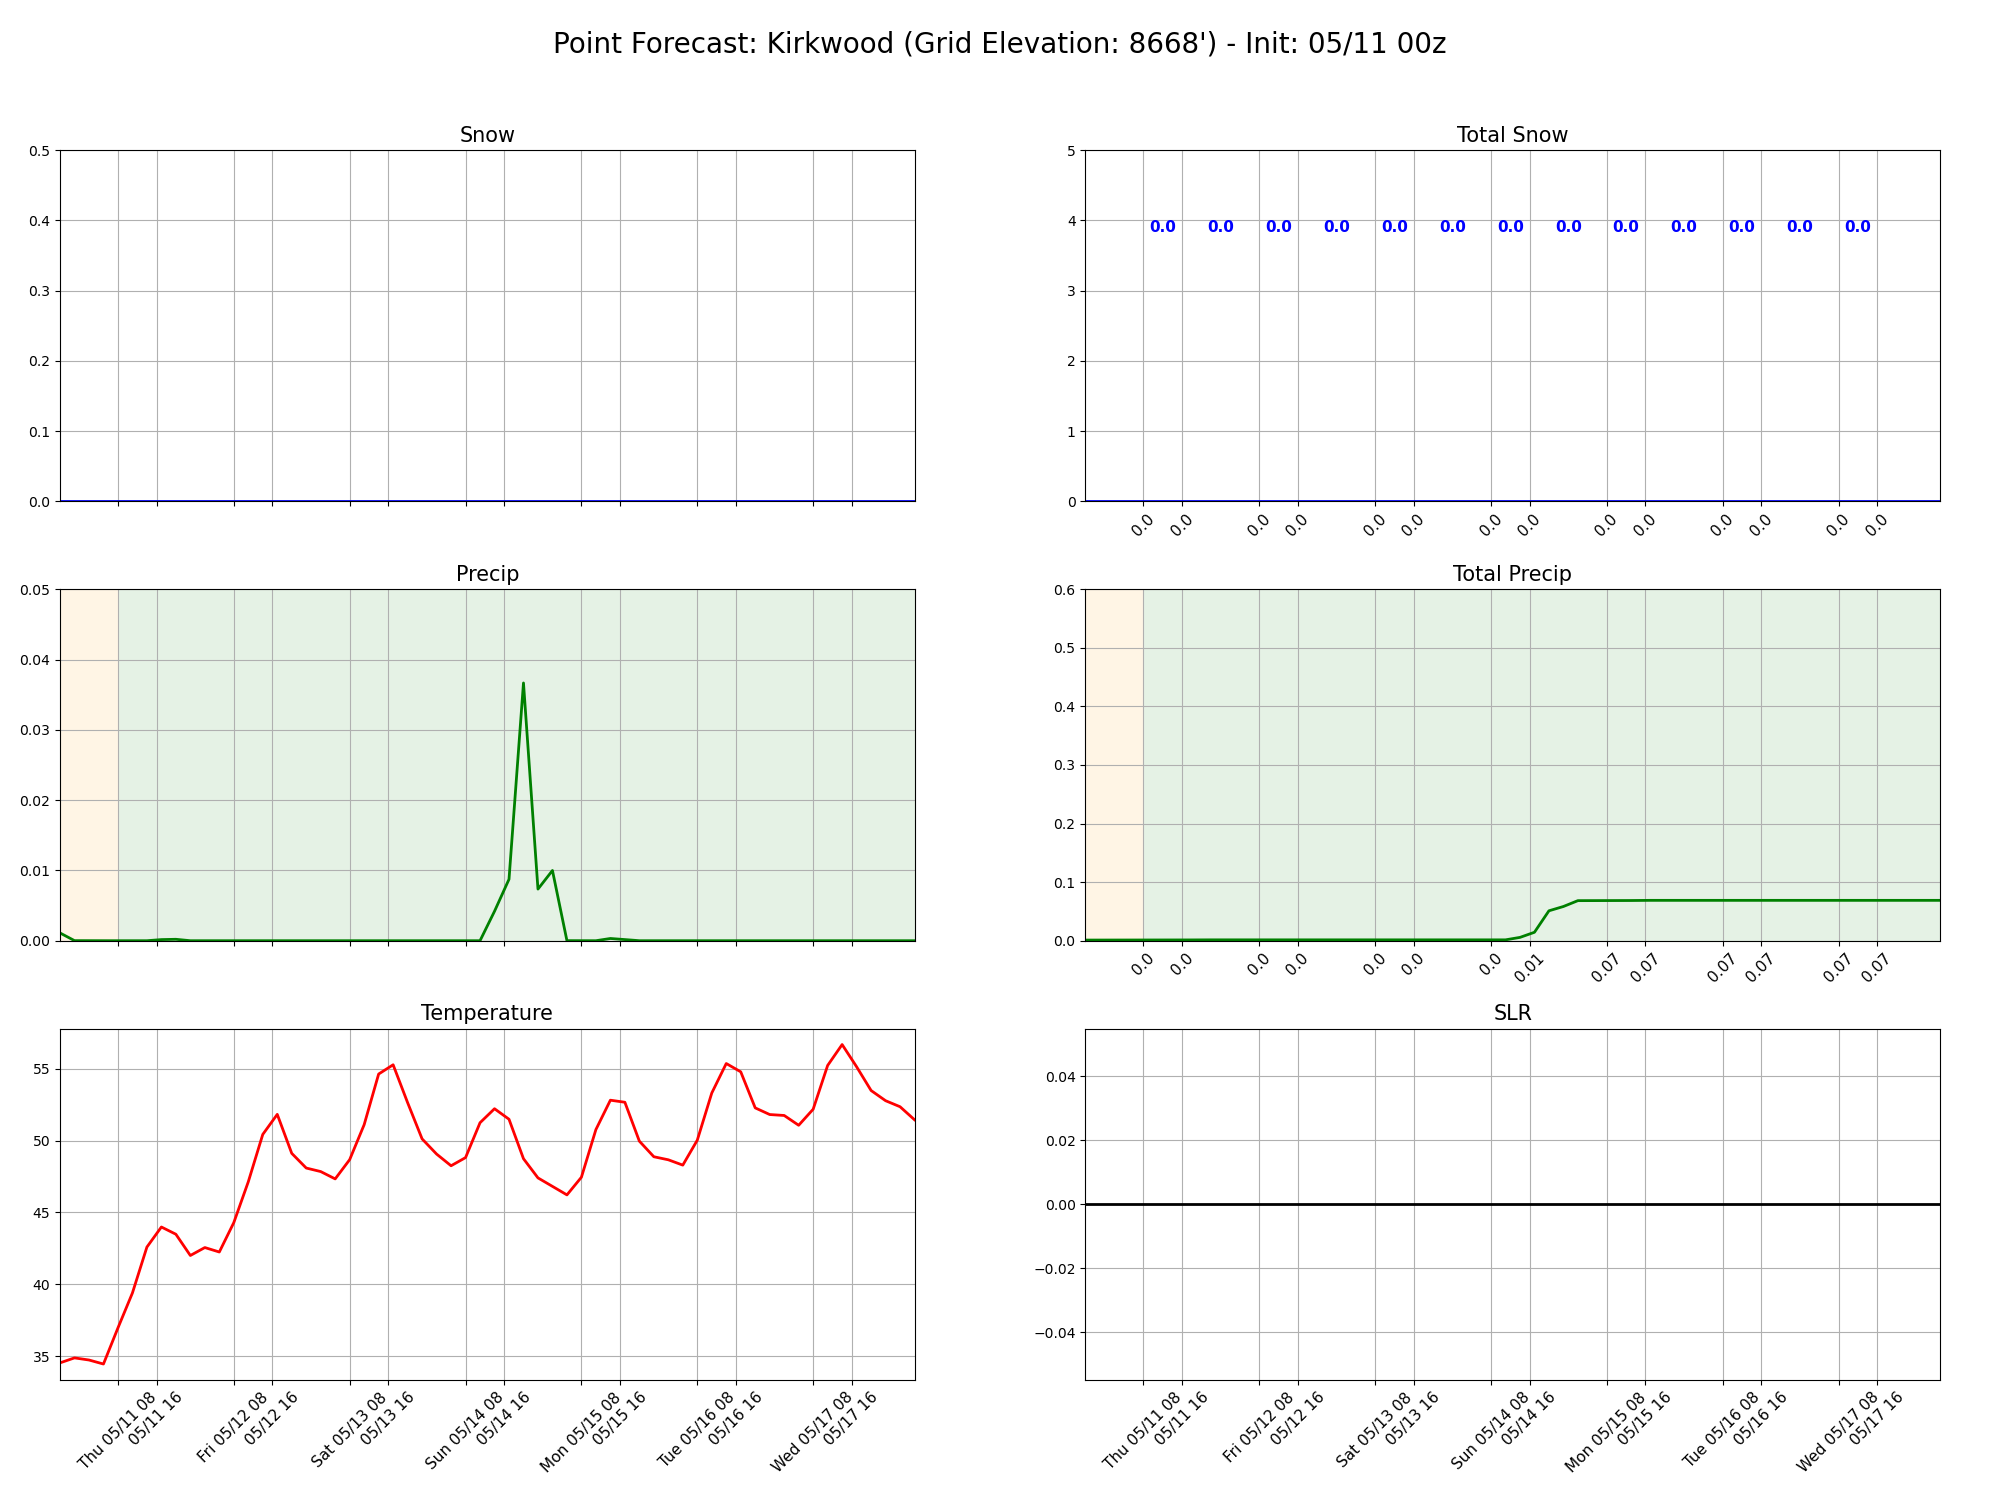 Point Forecast: Kirkwood (Grid Elevation: 8668') - Init: 05/11 00z
Snow
0.5
0.4
0.3
0.2
0.1
0.0
Total Snow
5
4
3
2
1
0
0.0 0.0 0.0 0.0 0.0 0.0 0.0 0.0 0.0 0.0 0.0 0.0 0.0
0.0 0.0 0.0 0.0 0.0 0.0 0.0 0.0 0.0 0.0 0.0 0.0 0.0 0.0
Precip
0.05
0.04
0.03
0.02
0.01
0.00
Total Precip
0.6
0.5
0.4
0.3
0.2
0.1
0.0
0.0 0.0 0.0 0.0 0.0 0.0 0.0 0.01 0.07 0.07 0.07 0.07 0.07 0.07
Temperature
55
50
45
40
35
Thu 05/11 08
05/11 16
Fri 05/12 08
05/12 16
Sat 05/13 08
05/13 16
Sun 05/14 08
05/14 16
Mon 05/15 08
05/15 16
Tue 05/16 08
05/16 16
Wed 05/17 08
05/17 16
SLR
0.04
0.02
0.00
−0.02
−0.04
Thu 05/11 08
05/11 16
Fri 05/12 08
05/12 16
Sat 05/13 08
05/13 16
Sun 05/14 08
05/14 16
Mon 05/15 08
05/15 16
Tue 05/16 08
05/16 16
Wed 05/17 08
05/17 16